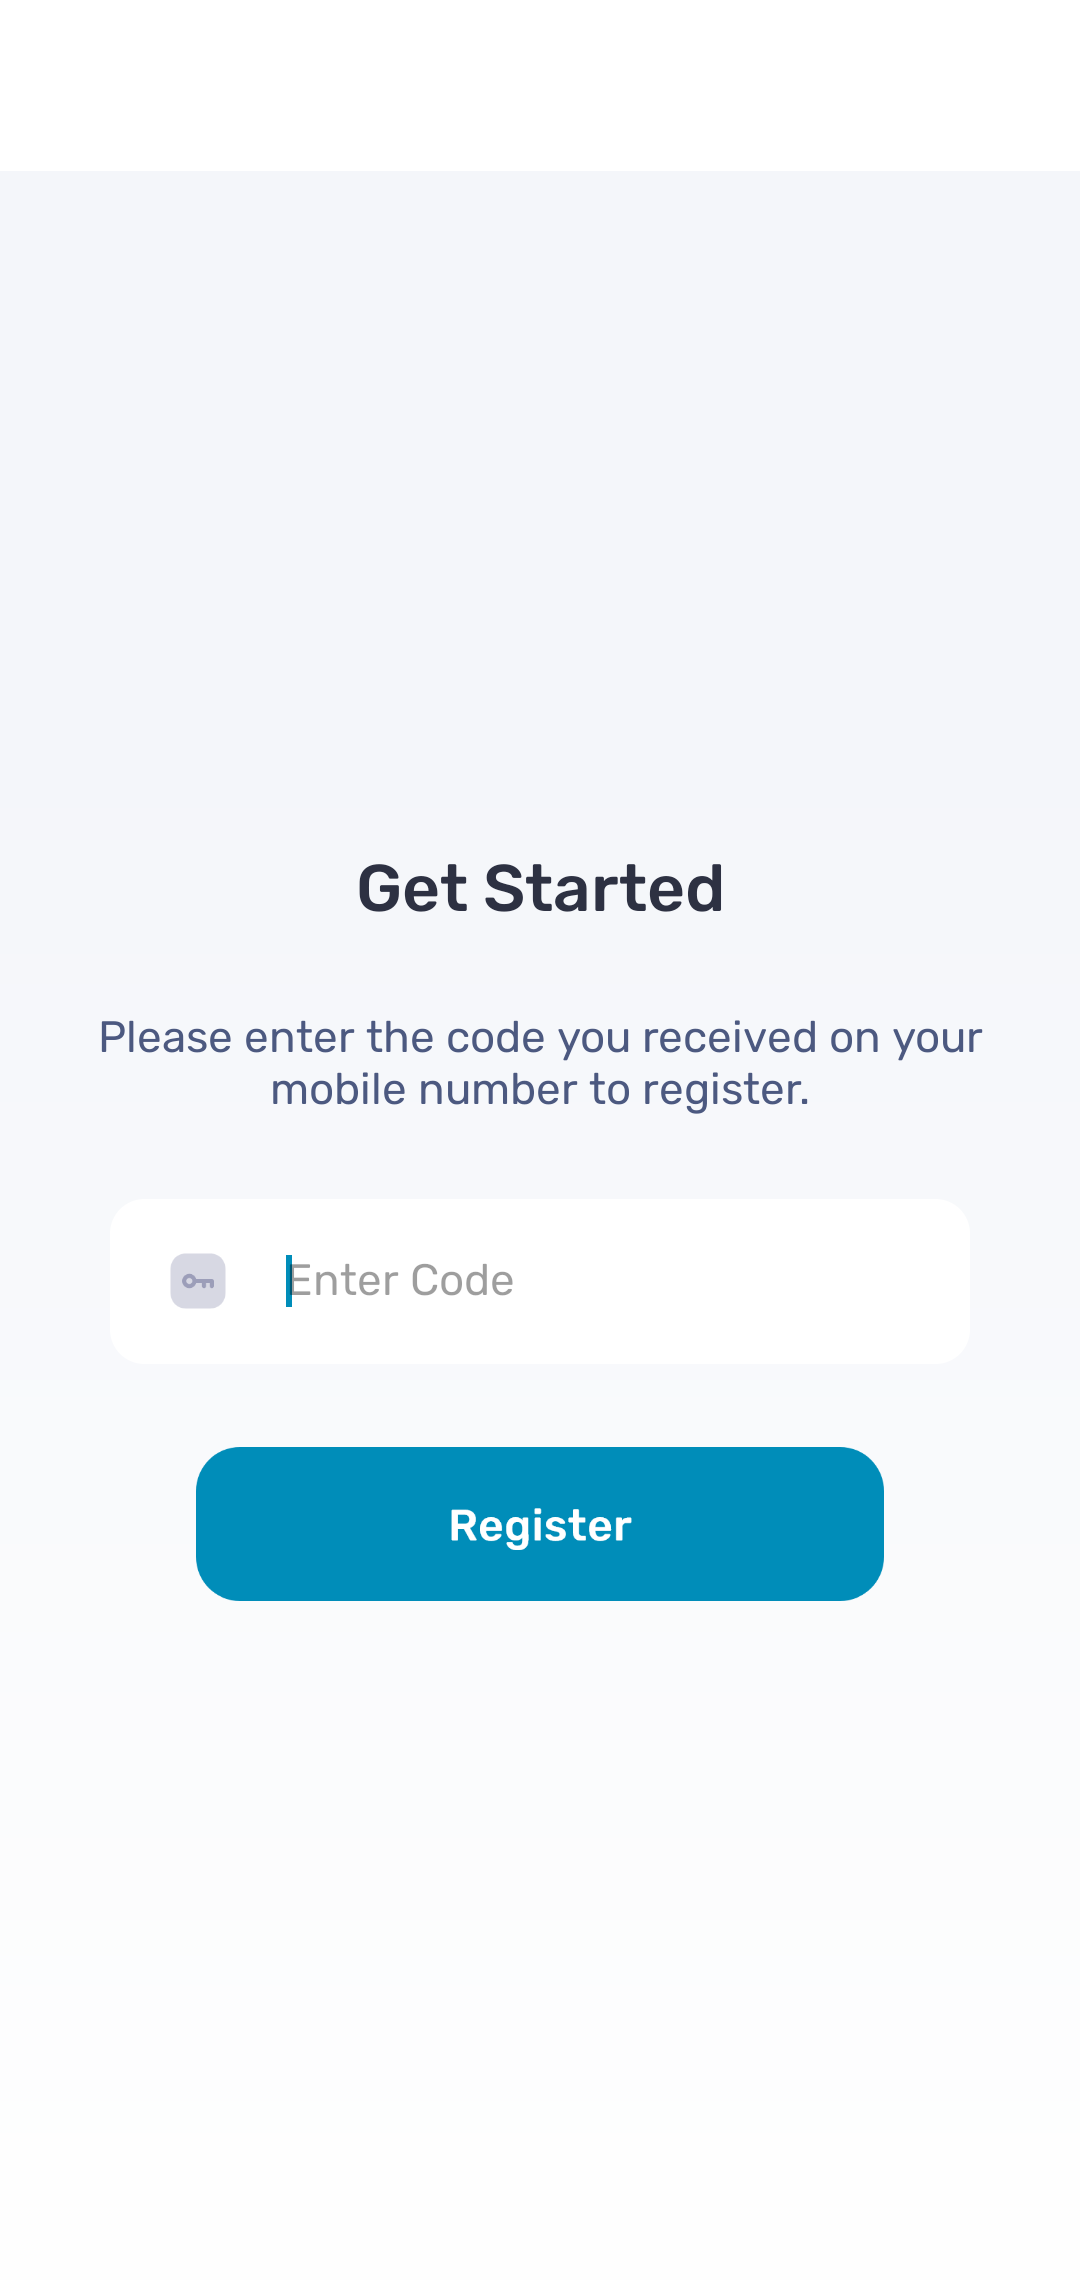 Get Started
Please enter the code you received on your
mobile number to register.
Enter Code
Register